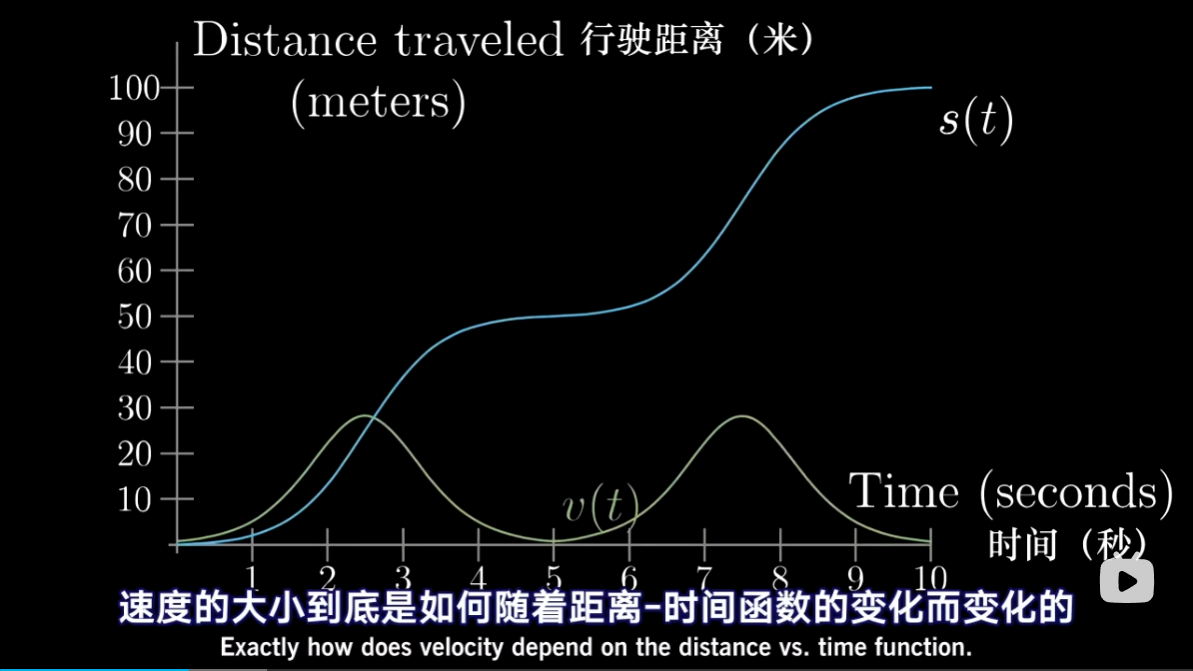 Distance traveled 行驶距离（米）
(meters)
100
90
80
70
60
50
40
30
20
10
s(t)
v(t)
Time (seconds)
时间（秒）
1 2 3 4 5 6 7 8 9 10
速度的大小到底是如何随着距离-时间函数的变化而变化的
Exactly how does velocity depend on the distance vs. time function.